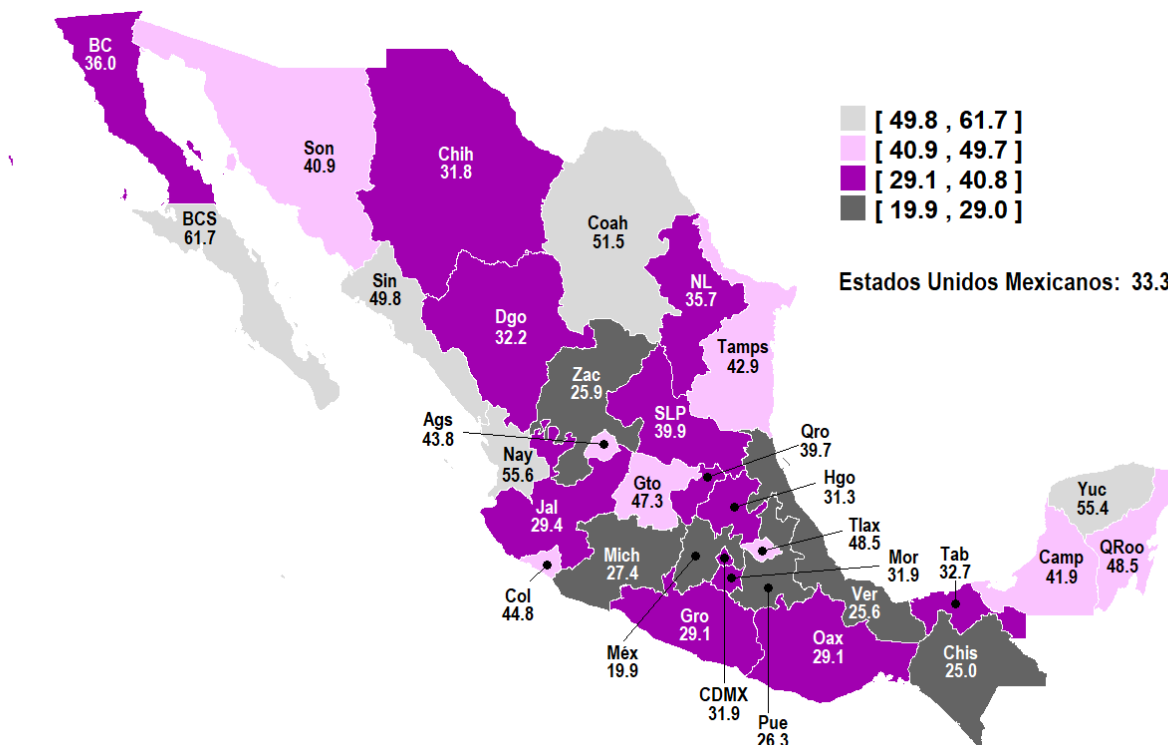 BC
36.0
Son
40.9
Chih
31.8
BCS
61.7
Coah
51.5
Sin
49.8
NL
35.7
Dgo
32.2
Tamps
42.9
Zac
25.9
SLP
39.9
Ags
43.8
Nay
55.6
Gto
47.3
Qro
39.7
Hgo
31.3
Jal
29.4
Tlax
48.5
Mich
27.4
Mor
31.9
Tab
32.7
Yuc
55.4
Camp
41.9
QRoo
48.5
Col
44.8
Ver
25.6
Gro
29.1
Oax
29.1
Chis
25.0
Méx
19.9
CDMX
31.9
Pue
26.3
[ 49.8 , 61.7 ]
[ 40.9 , 49.7 ]
[ 29.1 , 40.8 ]
[ 19.9 , 29.0 ]
Estados Unidos Mexicanos: 33.3